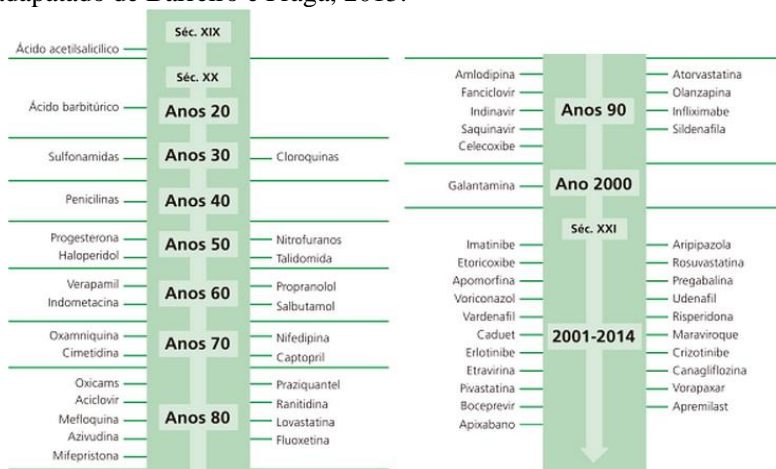 adaptado de Barreiro e Fraga, 2015.
Séc. XIX
Ácido acetilsalicílico
Séc. XX
Ácido barbitúrico
Anos 20
Sulfonamidas
Anos 30
Cloroquinas
Penicilinas
Anos 40
Progesterona
Haloperidol
Anos 50
Nitrofuranos
Talidomida
Verapamil
Indometacina
Anos 60
Propranolol
Salbutamol
Oxamniquina
Cimetidina
Anos 70
Nifedipina
Captopril
Oxicams
Aciclovir
Mefloquina
Azivudina
Mifepristona
Anos 80
Praziquantel
Ranitidina
Lovastatina
Fluoxetina
Amlodipina
Fanciclovir
Indinavir
Saquinavir
Celecoxibe
Anos 90
Atorvastatina
Olanzapina
Infliximabe
Sildenafila
Galantamina
Ano 2000
Séc. XXI
Imatinibe
Etoricoxibe
Apomorfina
Voriconazol
Vardenafil
Caduet
Erlotinibe
Etravirina
Pivastatina
Boceprevir
Apixabano
2001-2014
Aripipazola
Rosuvastatina
Pregabalina
Udenafil
Risperidona
Maraviroque
Crizotinibe
Canagliflozina
Vorapaxar
Apremilast